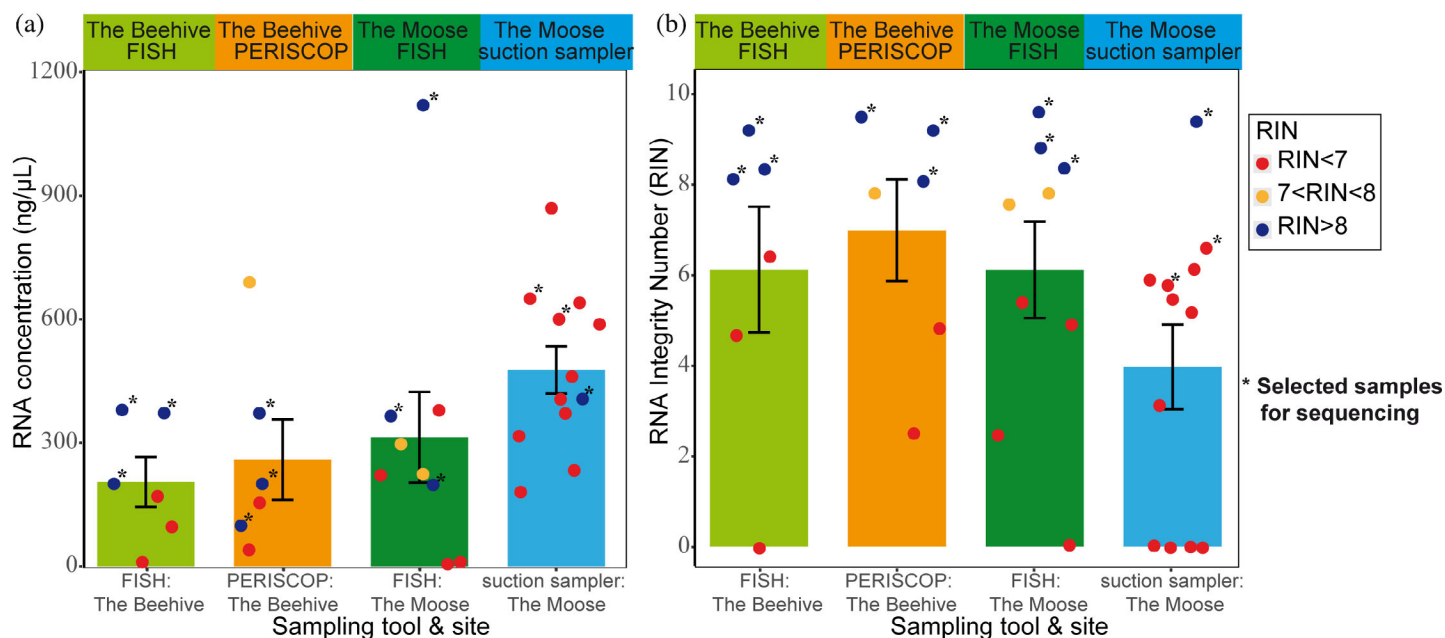 (a)
The Beehive
FISH
The Beehive
PERISCOP
The Moose
FISH
The Moose
suction sampler
1200
900
600
300
0
RNA concentration (ng/µL)
* * * * * * * * * * * *
FISH:
The Beehive
PERISCOP:
The Beehive
FISH:
The Moose
suction sampler:
The Moose
Sampling tool & site
(b)
The Beehive
FISH
The Beehive
PERISCOP
The Moose
FISH
The Moose
suction sampler
10
8
6
4
2
0
RNA Integrity Number (RIN)
* * * * * * * * * * * *
FISH:
The Beehive
PERISCOP:
The Beehive
FISH:
The Moose
suction sampler:
The Moose
Sampling tool & site
RIN
RIN<7
7<RIN<8
RIN>8
* Selected samples
for sequencing